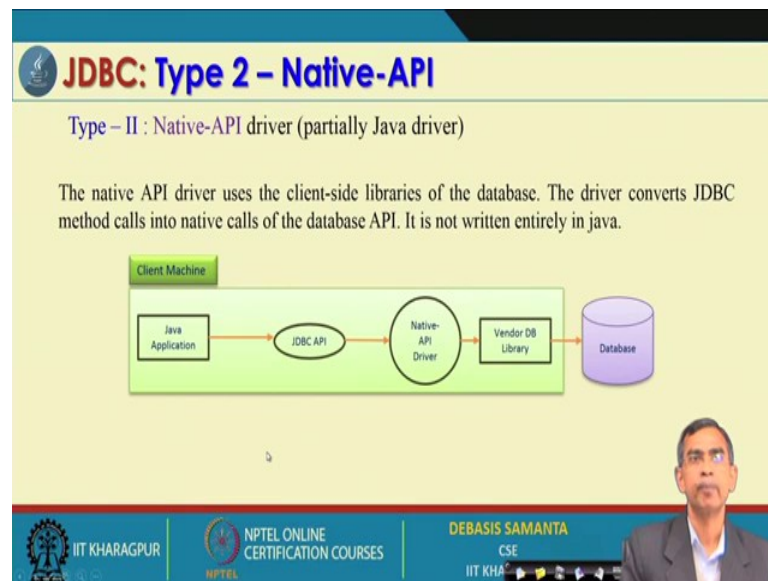 JDBC: Type 2 – Native-API
Type – II : Native-API driver (partially Java driver)
The native API driver uses the client-side libraries of the database. The driver converts JDBC
method calls into native calls of the database API. It is not written entirely in java.
Client Machine
Java
Application
JDBC API
Native-
API
Driver
Vendor DB
Library
Database
IIT KHARAGPUR
NPTEL
NPTEL ONLINE
CERTIFICATION COURSES
DEBASIS SAMANTA
CSE
IIT KHA